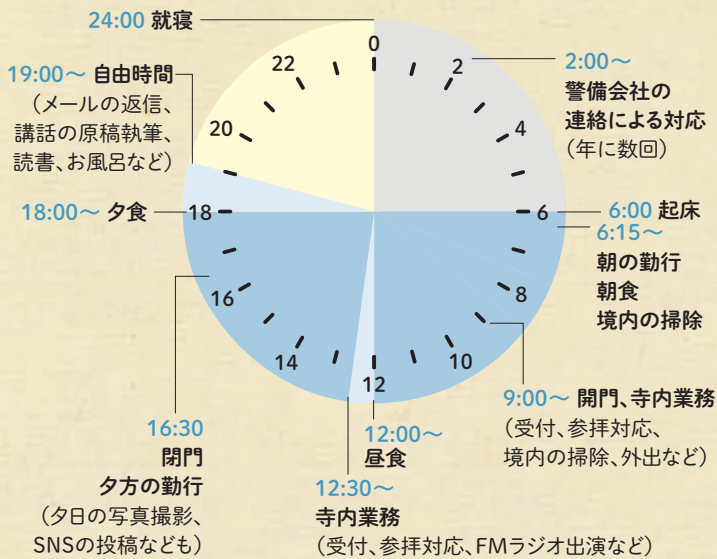 24:00 就寝
19:00〜 自由時間
（メールの返信、
講話の原稿執筆、
読書、お風呂など）
18:00〜 夕食
16:30
閉門
夕方の勤行
（夕日の写真撮影、
SNSの投稿なども）
0
2
4
6
8
10
12
14
16
18
20
22
2:00〜
警備会社の
連絡による対応
（年に数回）
6:00 起床
6:15〜
朝の勤行
朝食
境内の掃除
9:00〜 開門、寺内業務
（受付、参拝対応、
境内の掃除、外出など）
12:00〜
昼食
12:30〜
寺内業務
（受付、参拝対応、FMラジオ出演など）